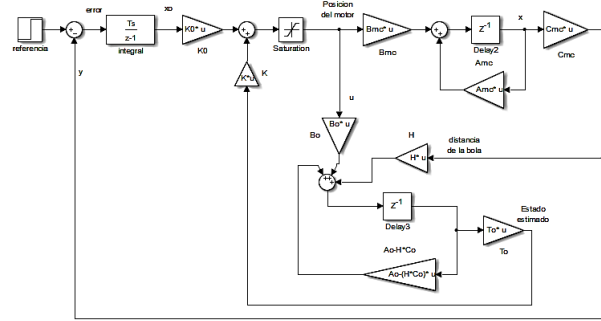 error
xo
Posicion
del motor
x
Ts
z-1
K0* u
Bmc* u
z-1
Cmc* u
referencia
integral
K0
Saturation
Delay2
Cmc
Amc
y
K* u
K
Amc* u
u
Bo
Bo* u
H
distancia
de la bola
H* u
z-1
Delay3
Estado
estimado
To* u
To
Ao-H*Co
Ao-(H*Co)* u